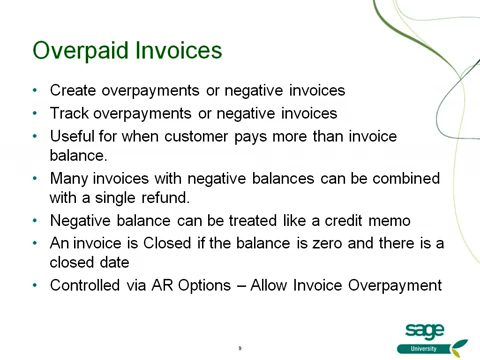 Overpaid Invoices
• Create overpayments or negative invoices
• Track overpayments or negative invoices
• Useful for when customer pays more than invoice
balance.
• Many invoices with negative balances can be combined
with a single refund.
• Negative balance can be treated like a credit memo
• An invoice is Closed if the balance is zero and there is a
closed date
• Controlled via AR Options – Allow Invoice Overpayment
9
sage
University